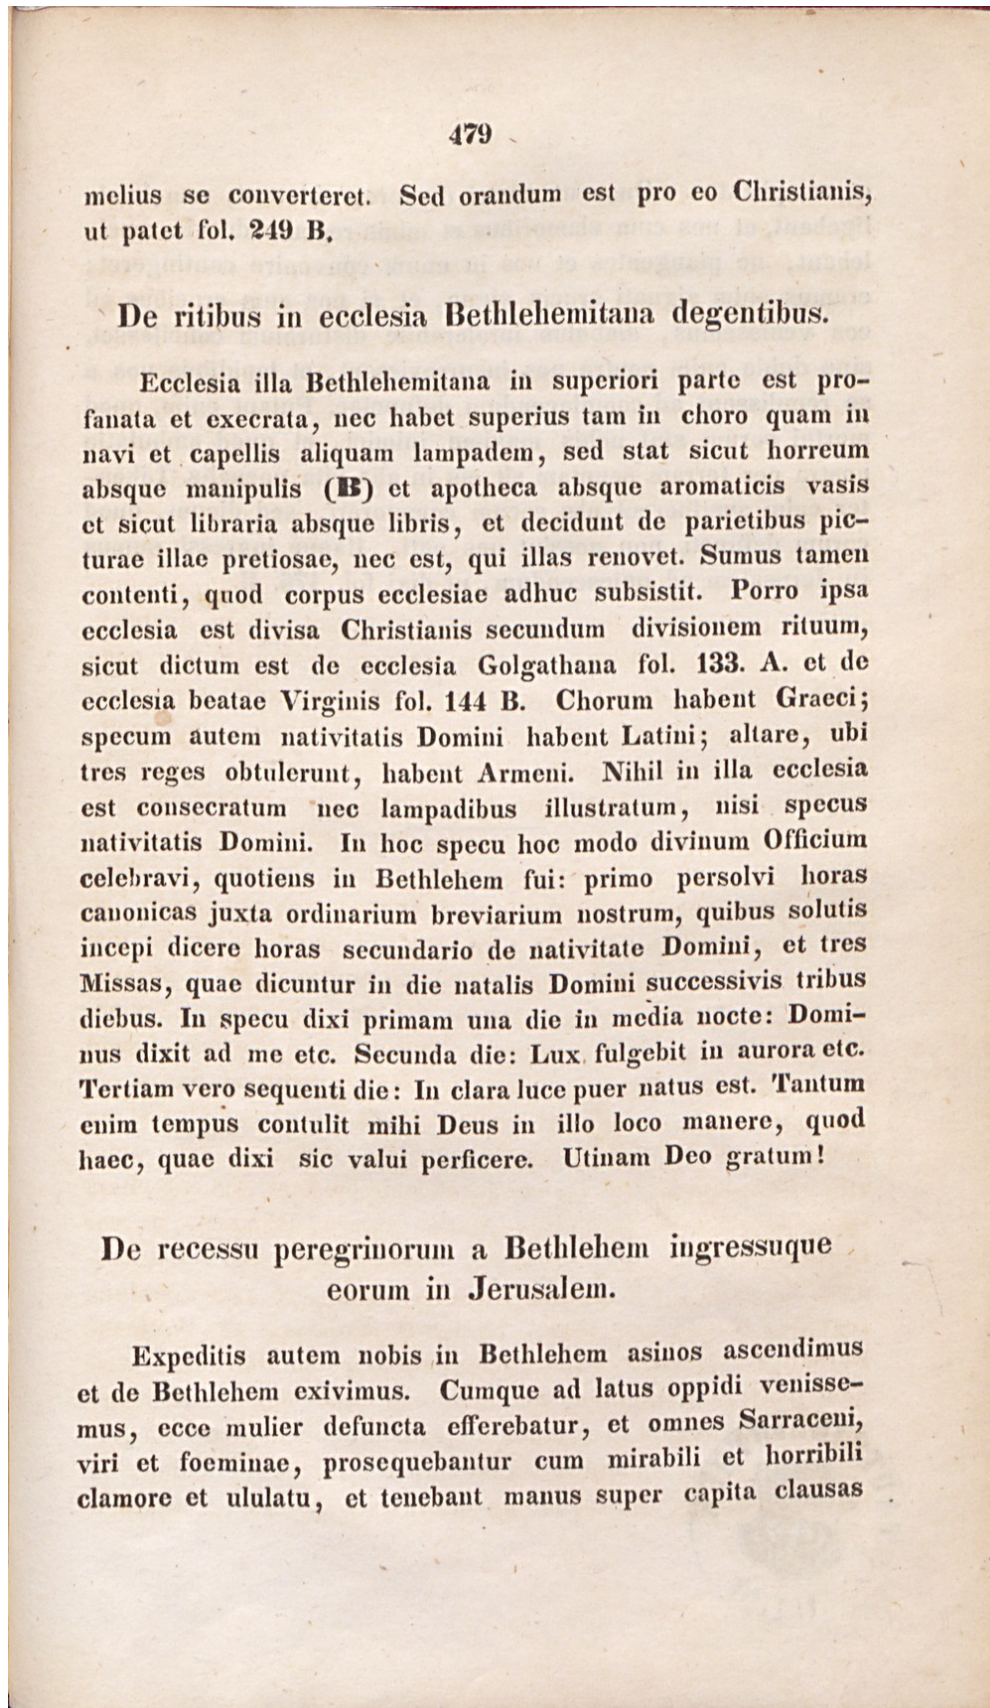 479
melius se converteret. Sed orandum est pro eo Christianis,
ut patet fol. 249 B.
De ritibus in ecclesia Bethlehemitana degentibus.
Ecclesia illa Bethlehemitana in superiori parte est pro-
fanata et execrata, nec habet superius tam in choro quam in
navi et capellis aliquam lampadem, sed stat sicut horreum
absque manipulis (B) et apotheca absque aromaticis vasis
et sicut libraria absque libris, et decidunt de parietibus pic-
turae illae pretiosae, nec est, qui illas renovet. Sumus tamen
contenti, quod corpus ecclesiae adhuc subsistit. Porro ipsa
ecclesia est divisa Christianis secundum divisionem rituum,
sicut dictum est de ecclesia Golgathana fol. 133. A. et de
ecclesia beatae Virginis fol. 144 B. Chorum habent Graeci;
specum autem nativitatis Domini habent Latini; altare, ubi
tres reges obtulerunt, habent Armeni. Nihil in illa ecclesia
est consecratum nec lampadibus illustratum, nisi specus
nativitatis Domini. In hoc specu hoc modo divinum Officium
celebravi, quotiens in Bethlehem fui: primo persolvi horas
canonicas juxta ordinarium breviarium nostrum, quibus solutis
incepi dicere horas secundario de nativitate Domini, et tres
Missas, quae dicuntur in die natalis Domini successivis tribus
diebus. In specu dixi primam una die in media nocte: Domi-
nus dixit ad me etc. Secunda die: Lux fulgebit in aurora etc.
Tertiam vero sequenti die: In clara luce puer natus est. Tantum
enim tempus contulit mihi Deus in illo loco manere, quod
haec, quae dixi sic valui perficere. Utinam Deo gratum!
De recessu peregrinorum a Bethlehem ingressuque
eorum in Jerusalem.
Expeditis autem nobis in Bethlehem asinos ascendimus
et de Bethlehem exivimus. Cumque ad latus oppidi venisse-
mus, ecce mulier defuncta efferebatur, et omnes Sarraceni,
viri et foeminae, prosequebantur cum mirabili et horribili
clamore et ululatu, et tenebant manus super capita clausas